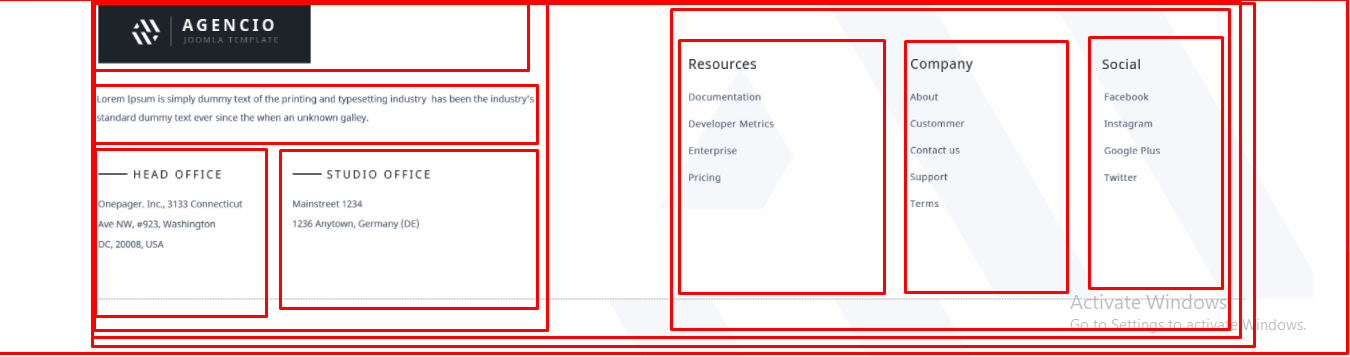 AGENCIO
JOOMLA TEMPLATE
Lorem Ipsum is simply dummy text of the printing and typesetting industry has been the industry's
standard dummy text ever since the when an unknown galley.
HEAD OFFICE
Onepager. Inc., 3133 Connecticut
Ave NW, #923, Washington
DC, 20008, USA
STUDIO OFFICE
Mainstreet 1234
1236 Anytown, Germany (DE)
Resources
Documentation
Developer Metrics
Enterprise
Pricing
Company
About
Custommer
Contact us
Support
Terms
Social
Facebook
Instagram
Google Plus
Twitter
Activate Windows
Go to Settings to activate Windows.